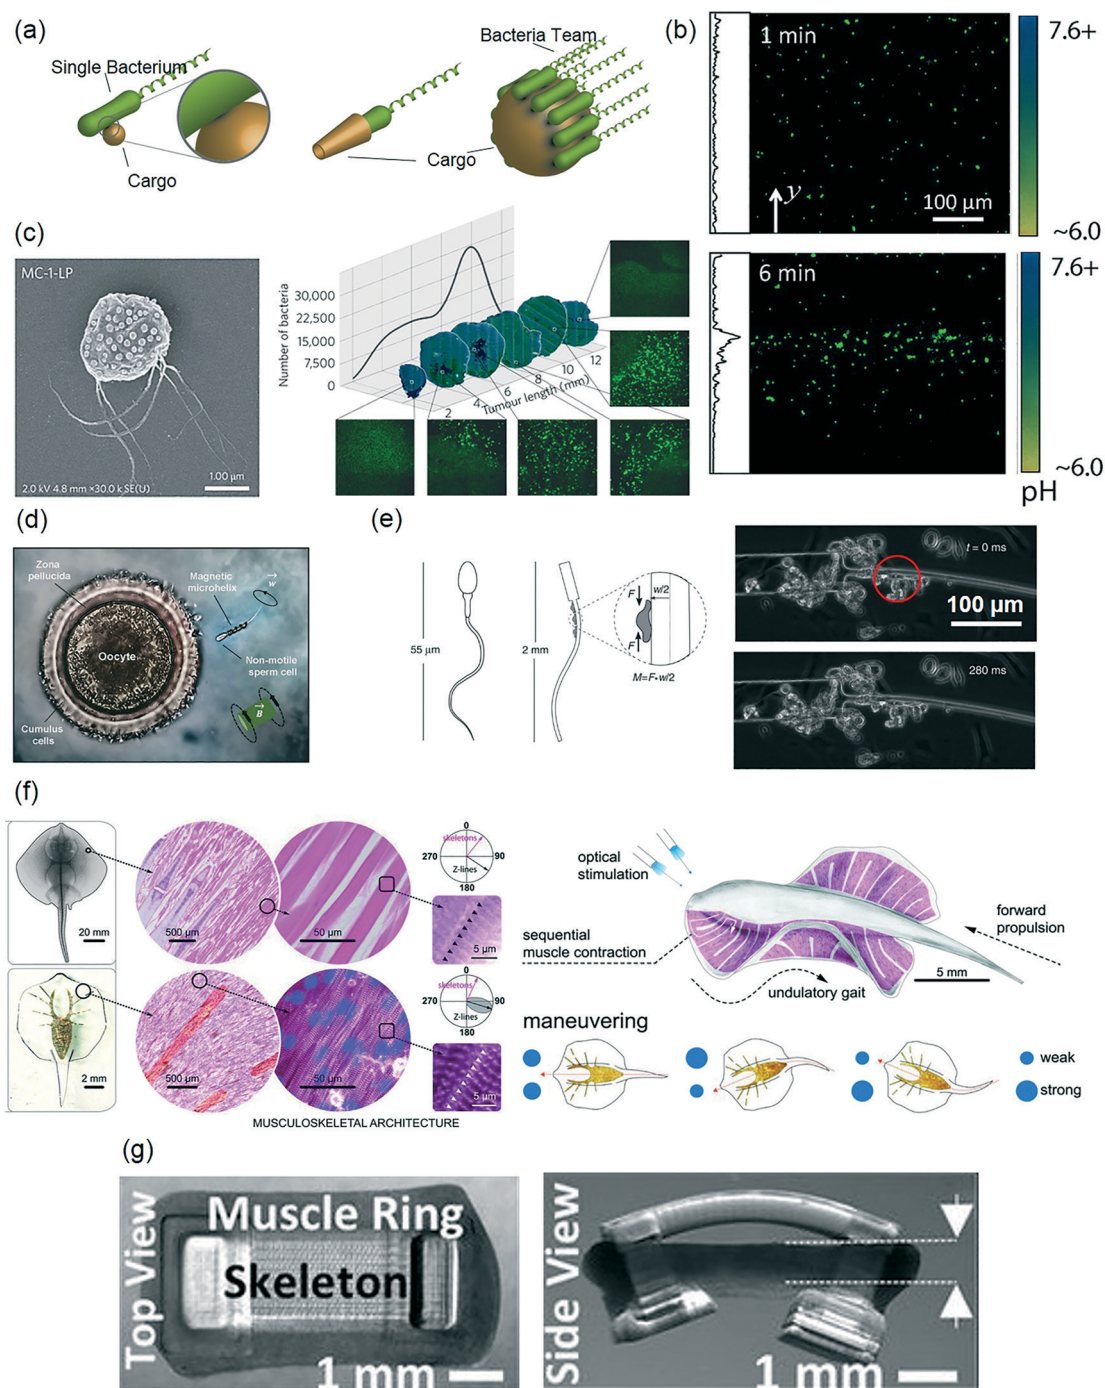 (a)
Single Bacterium
Cargo
Bacteria Team
Cargo
(b)
1 min
y
100 µm
7.6+
~6.0
6 min
7.6+
~6.0
pH
(c)
MC-1-LP
1.00 µm
2.0 kV 4.8 mm ×30.0 k SE(U)
Number of bacteria
30,000
22,500
15,000
7,500
0
2
4
6
8
10
12
Tumour length (mm)
(d)
Zona
pellucida
Magnetic
microhelix
w
Oocyte
Non-motile
sperm cell
B
Cumulus
cells
(e)
55 µm
2 mm
F
w/2
F
M=F·w/2
t = 0 ms
100 µm
280 ms
(f)
20 mm
500 µm
50 µm
0
skeletons
270
90
Z-lines
180
5 µm
2 mm
500 µm
50 µm
0
skeletons
270
90
Z-lines
180
5 µm
MUSCULOSKELETAL ARCHITECTURE
optical
stimulation
sequential
muscle contraction
undulatory gait
forward
propulsion
5 mm
maneuvering
weak
strong
(g)
Top View
Muscle Ring
Skeleton
1 mm
Side View
1 mm